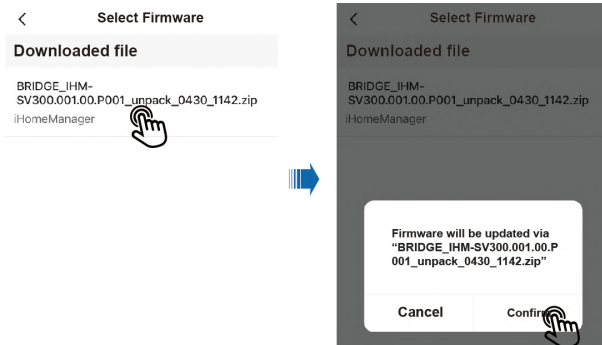 Select Firmware
Downloaded file
BRIDGE_IHM-
SV300.001.00.P001_unpack_0430_1142.zip
iHomeManager
Select Firmware
Downloaded file
BRIDGE_IHM-
SV300.001.00.P001_unpack_0430_1142.zip
iHomeManager
Firmware will be updated via
“BRIDGE_IHM-SV300.001.00.P
001_unpack_0430_1142.zip”
Cancel Confirm